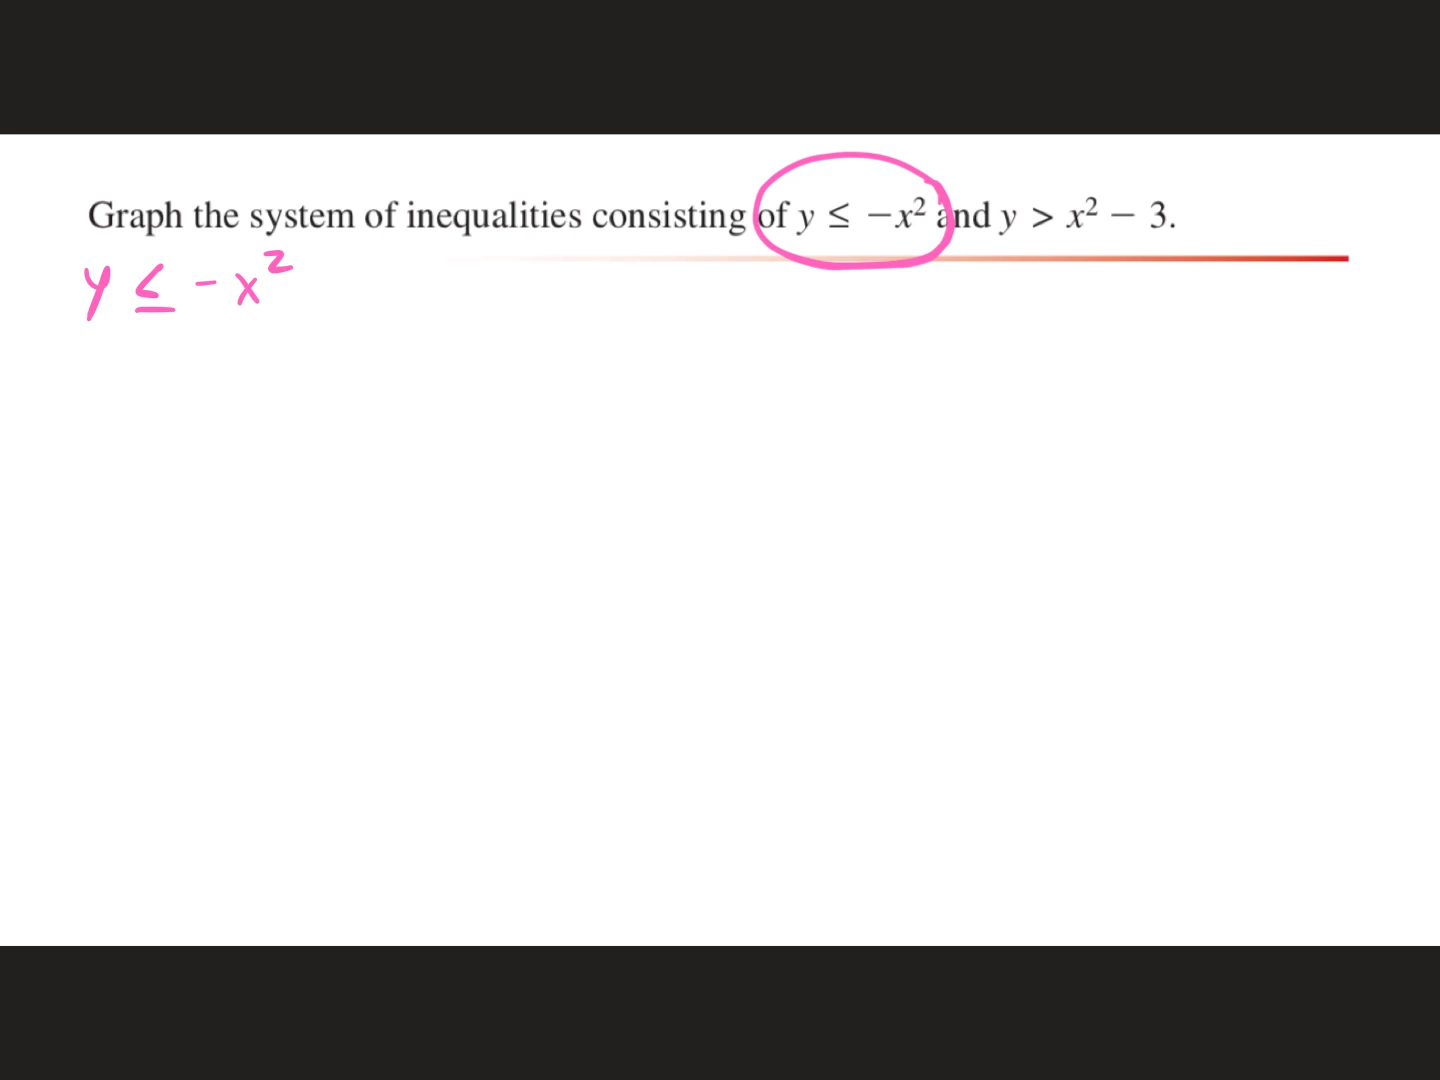 Graph the system of inequalities consisting of y ≤ −x² and y > x² − 3.
y ≤ -x²